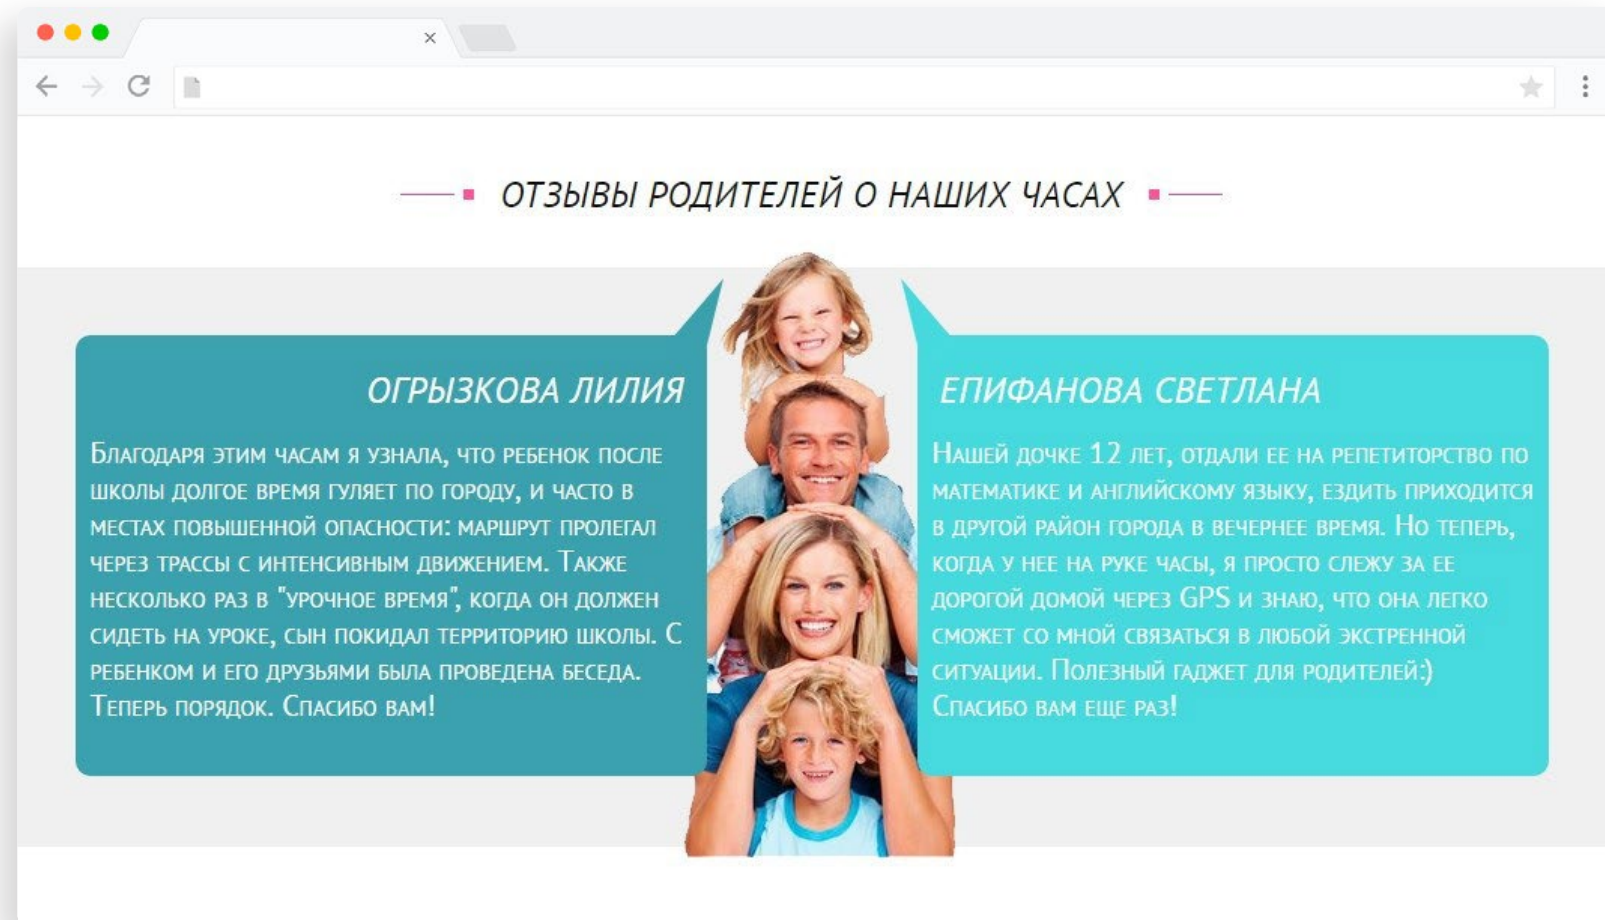 ОТЗЫВЫ РОДИТЕЛЕЙ О НАШИХ ЧАСАХ
ОГРЫЗКОВА ЛИЛИЯ
Благодаря этим часам я узнала, что ребенок после
школы долгое время гуляет по городу, и часто в
местах повышенной опасности: маршрут пролегал
через трассы с интенсивным движением. Также
несколько раз в "урочное время", когда он должен
сидеть на уроке, сын покидал территорию школы. С
ребенком и его друзьями была проведена беседа.
Теперь порядок. Спасибо вам!
ЕПИФАНОВА СВЕТЛАНА
Нашей дочке 12 лет, отдали ее на репетиторство по
математике и английскому языку, ездить приходится
в другой район города в вечернее время. Но теперь,
когда у нее на руке часы, я просто слежу за ее
дорогой домой через GPS и знаю, что она легко
сможет со мной связаться в любой экстренной
ситуации. Полезный гаджет для родителей:)
Спасибо вам еще раз!